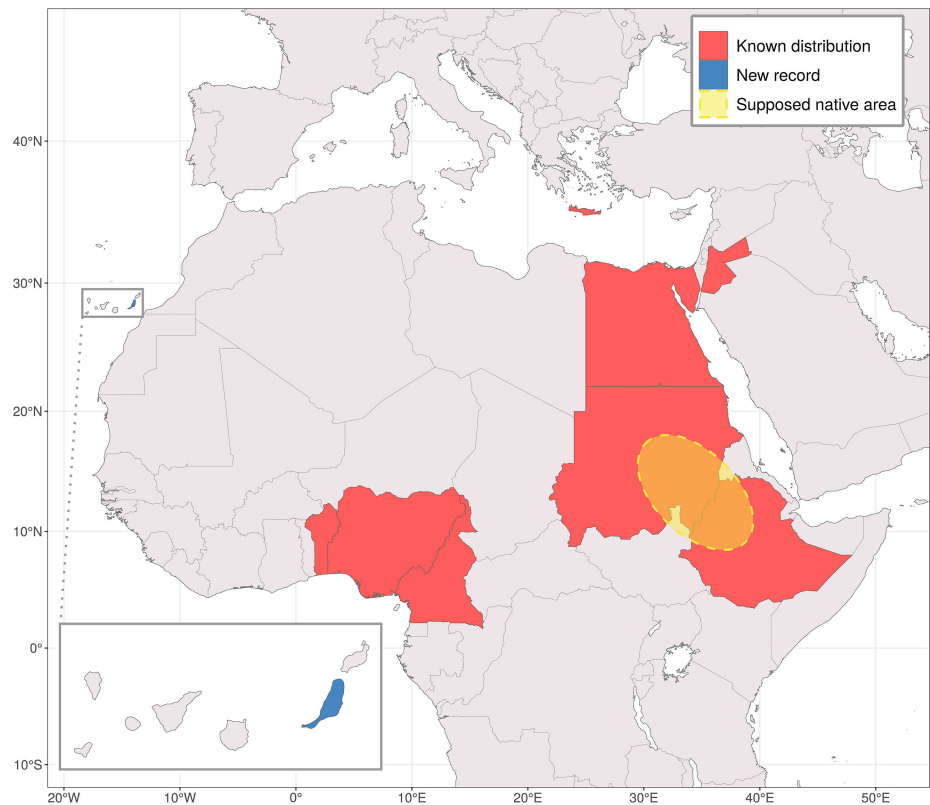 Known distribution
New record
Supposed native area
40°N
30°N
20°N
10°N
0°
10°S
20°W
10°W
0°
10°E
20°E
30°E
40°E
50°E